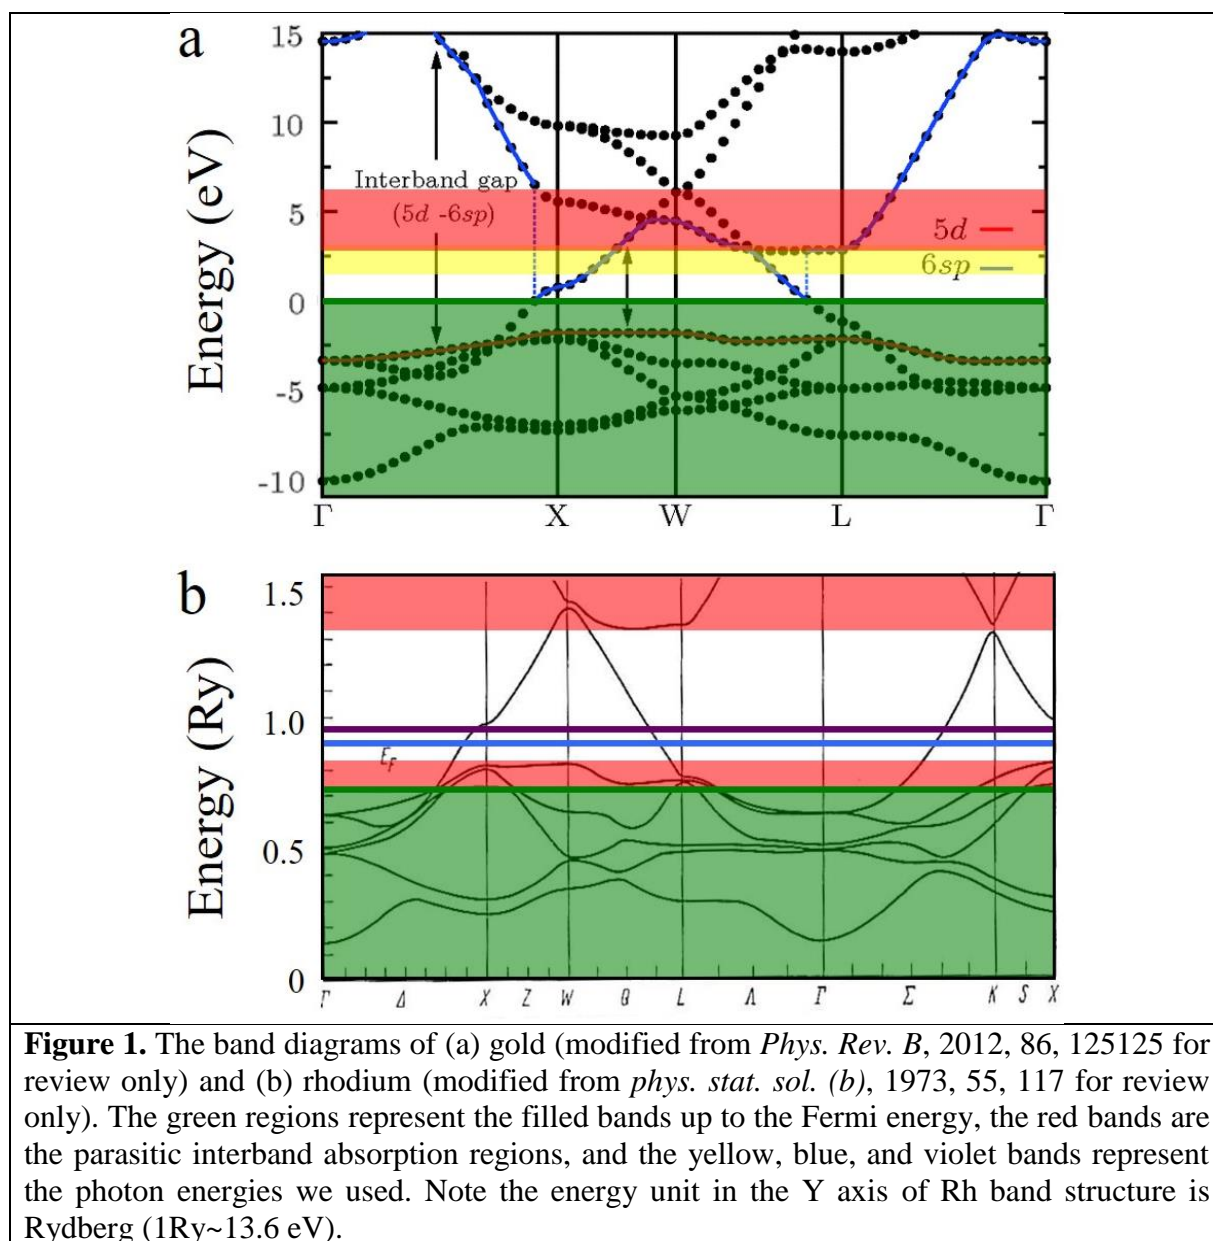 a
15
10
5
0
-5
-10
Energy (eV)
Interband gap
(5d -6sp)
5d
6sp
Γ X W L Γ
b
1.5
1.0
0.5
0
Energy (Ry)
E_F
Γ Δ X Z W Q L Λ Γ Σ K S X
Figure 1. The band diagrams of (a) gold (modified from Phys. Rev. B, 2012, 86, 125125 for
review only) and (b) rhodium (modified from phys. stat. sol. (b), 1973, 55, 117 for review
only). The green regions represent the filled bands up to the Fermi energy, the red bands are
the parasitic interband absorption regions, and the yellow, blue, and violet bands represent
the photon energies we used. Note the energy unit in the Y axis of Rh band structure is
Rydberg (1Ry~13.6 eV).